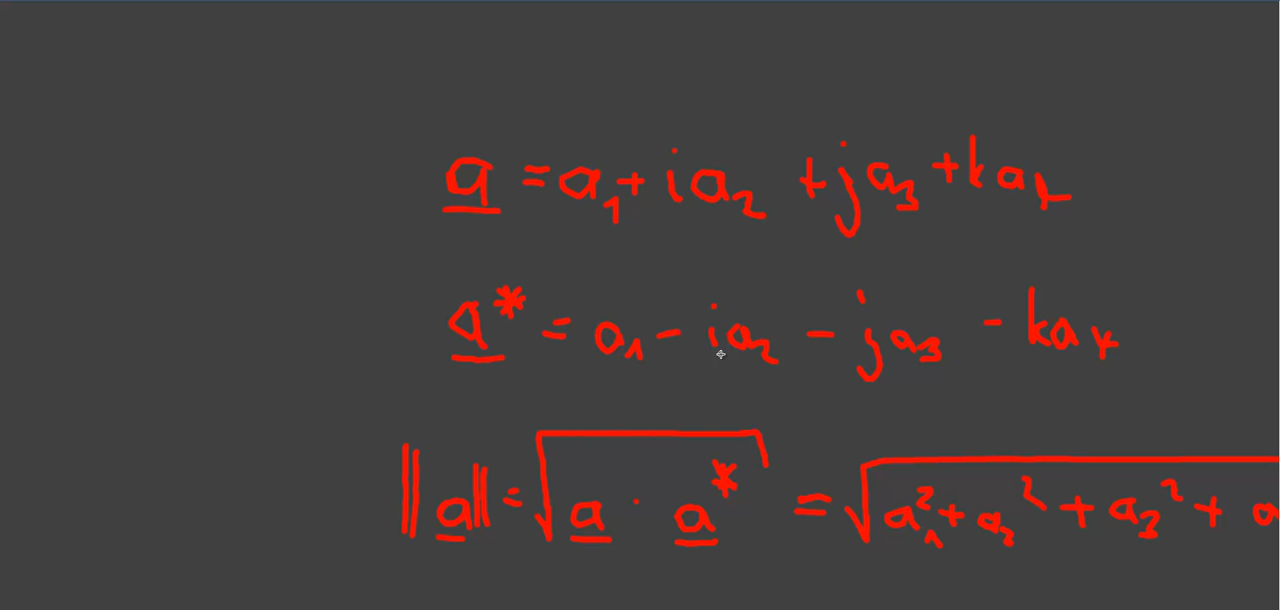 a = a₁ + ia₂ + ja₃ + ka₄
a* = a₁ - ia₂ - ja₃ - ka₄
||a|| = √(a · a*) = √(a₁² + a₂² + a₃² + a